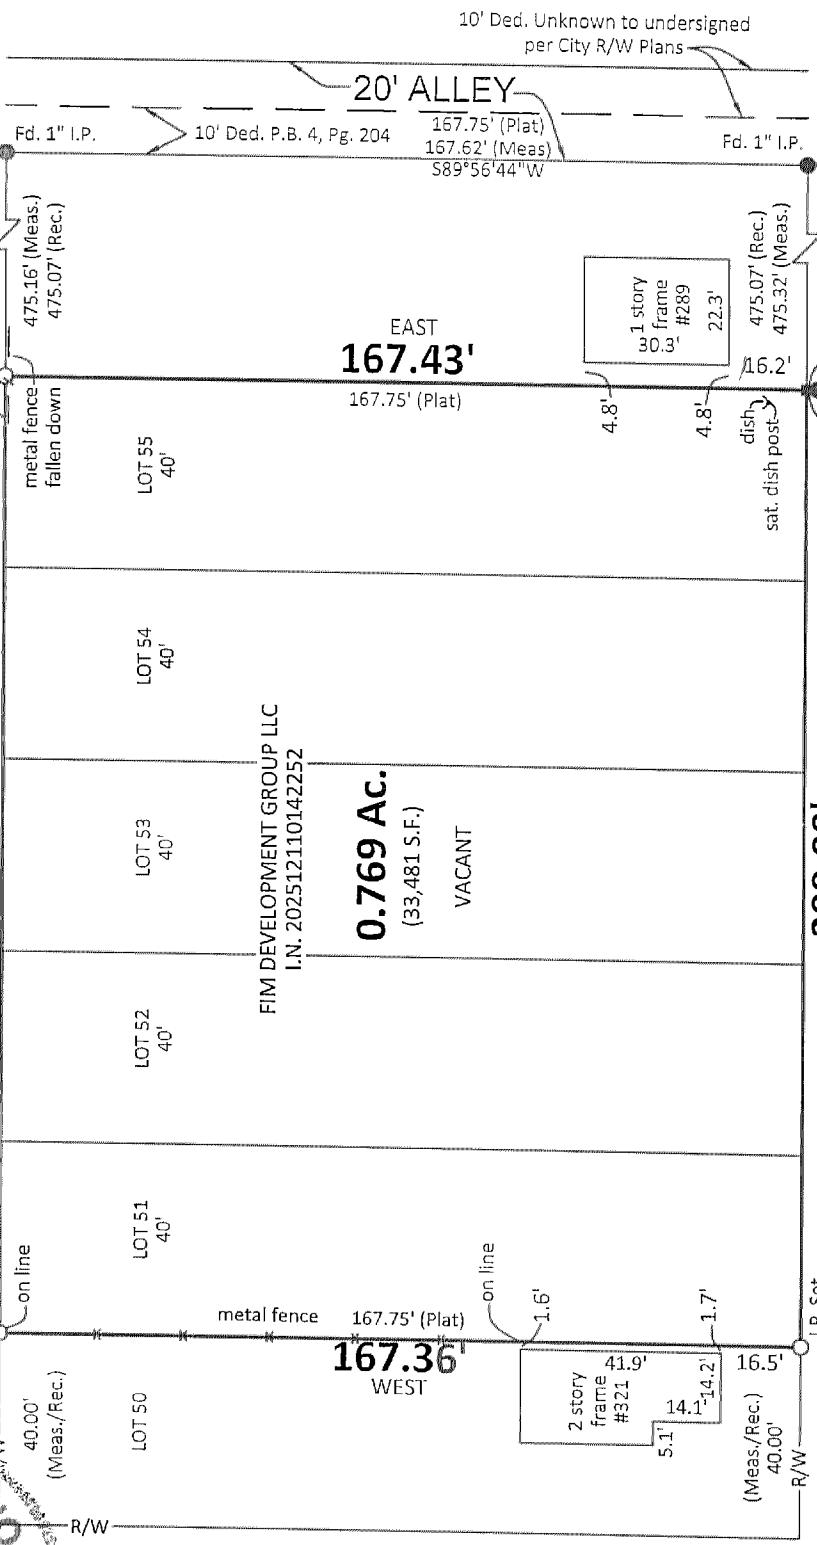 10' Ded. Unknown to undersigned
per City R/W Plans
20' ALLEY
Fd. 1" I.P.
10' Ded. P.B. 4, Pg. 204
167.75' (Plat)
167.62' (Meas)
S89°56'44"W
Fd. 1" I.P.
475.16' (Meas.)
475.07' (Rec.)
EAST
167.43'
167.75' (Plat)
1 story
frame
#289
30.3'
22.3'
475.07' (Rec.)
475.32' (Meas.)
16.2'
4.8'
4.8'
dish
sat. dish post
metal fence
fallen down
LOT 55
40'
LOT 54
40'
LOT 53
40'
FIM DEVELOPMENT GROUP LLC
I.N. 202512110142252
0.769 Ac.
(33,481 S.F.)
VACANT
LOT 52
40'
LOT 51
40'
on line
metal fence
167.75' (Plat)
on line
1.6'
1.7'
167.36'
WEST
40.00'
(Meas./Rec.)
LOT 50
2 story
frame
#321
41.9'
14.2'
14.1'
5.1'
16.5'
(Meas./Rec.)
40.00'
R/W
R/W